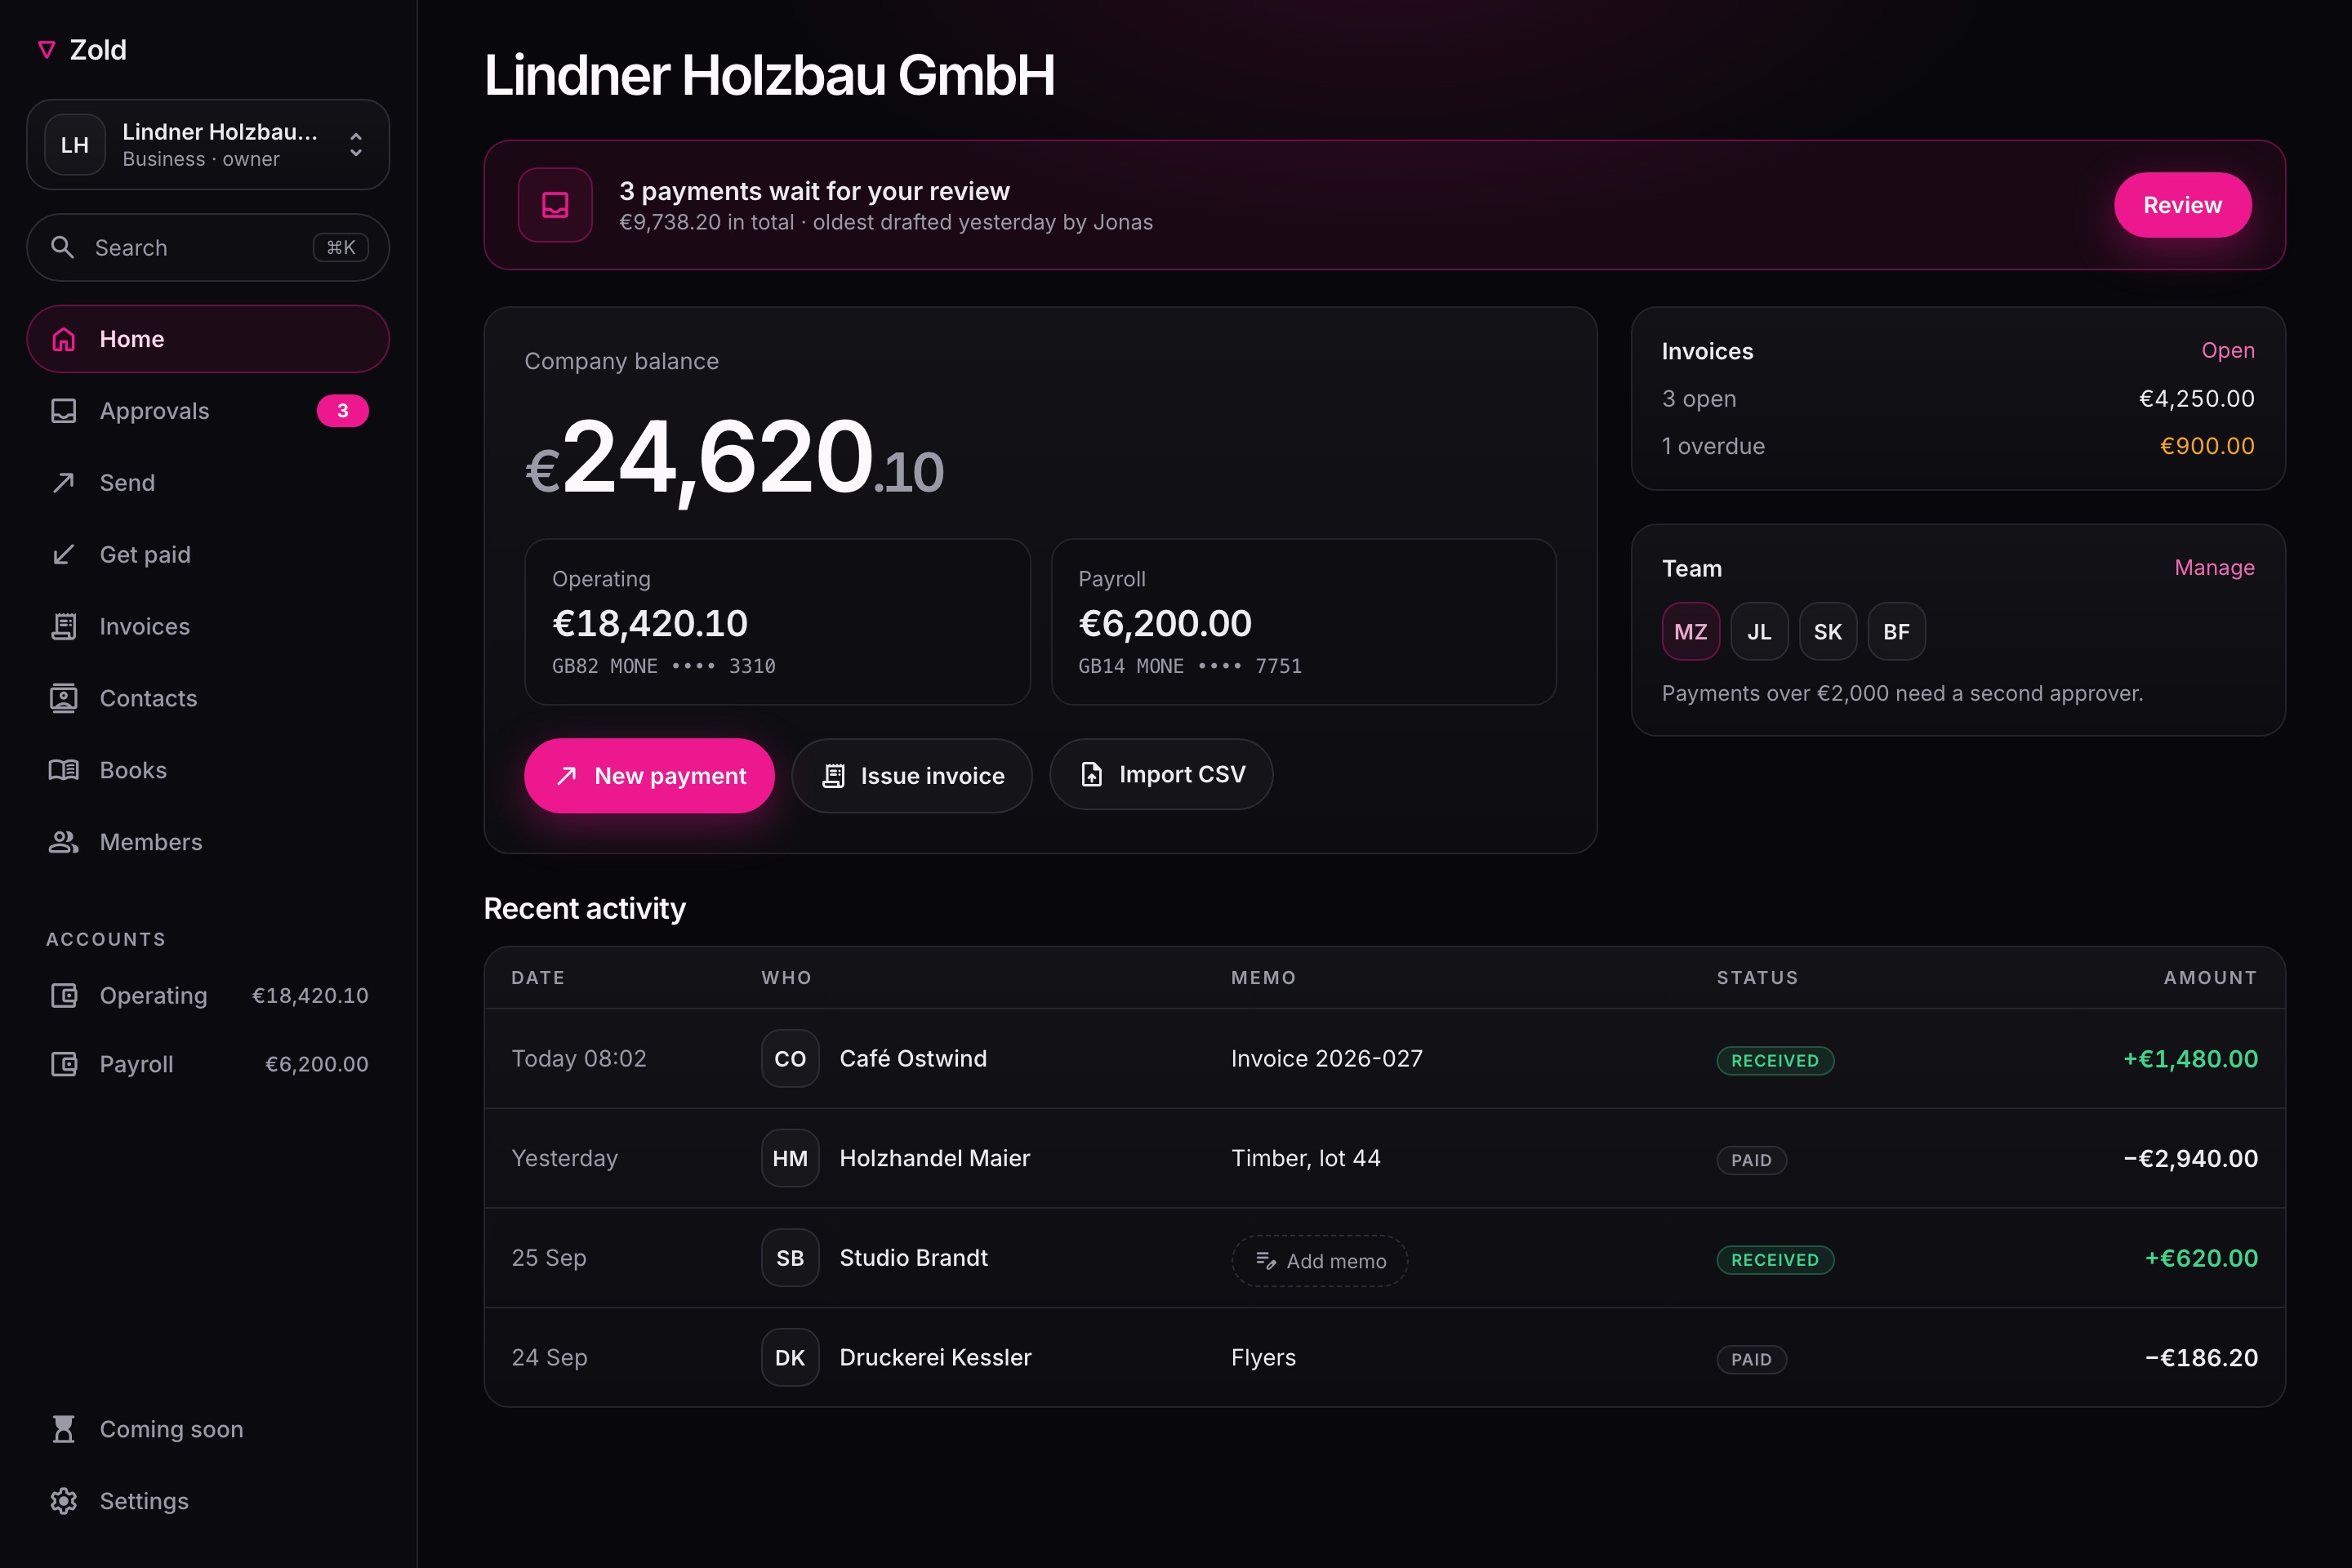 Zold
LH
Lindner Holzbau...
Business · owner
Search
⌘K
Home
Approvals
3
Send
Get paid
Invoices
Contacts
Books
Members
ACCOUNTS
Operating €18,420.10
Payroll €6,200.00
Coming soon
Settings
Lindner Holzbau GmbH
3 payments wait for your review
€9,738.20 in total · oldest drafted yesterday by Jonas
Review
Company balance
€24,620.10
Operating
€18,420.10
GB82 MONE •••• 3310
Payroll
€6,200.00
GB14 MONE •••• 7751
New payment
Issue invoice
Import CSV
Invoices Open
3 open €4,250.00
1 overdue €900.00
Team Manage
MZ JL SK BF
Payments over €2,000 need a second approver.
Recent activity
DATE WHO MEMO STATUS AMOUNT
Today 08:02 CO Café Ostwind Invoice 2026-027 RECEIVED +€1,480.00
Yesterday HM Holzhandel Maier Timber, lot 44 PAID −€2,940.00
25 Sep SB Studio Brandt Add memo RECEIVED +€620.00
24 Sep DK Druckerei Kessler Flyers PAID −€186.20